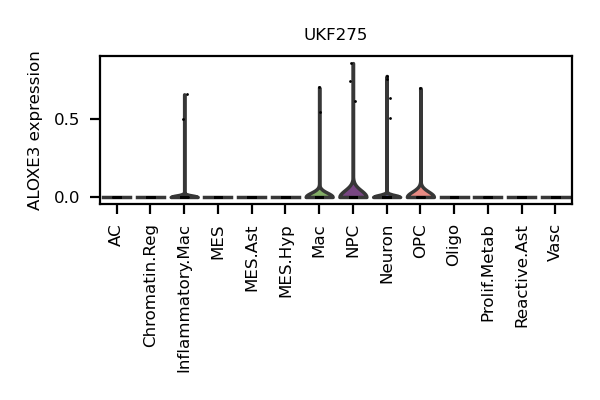 UKF275
ALOXE3 expression
0.5
0.0
AC
Chromatin.Reg
Inflammatory.Mac
MES
MES.Ast
MES.Hyp
Mac
NPC
Neuron
OPC
Oligo
Prolif.Metab
Reactive.Ast
Vasc